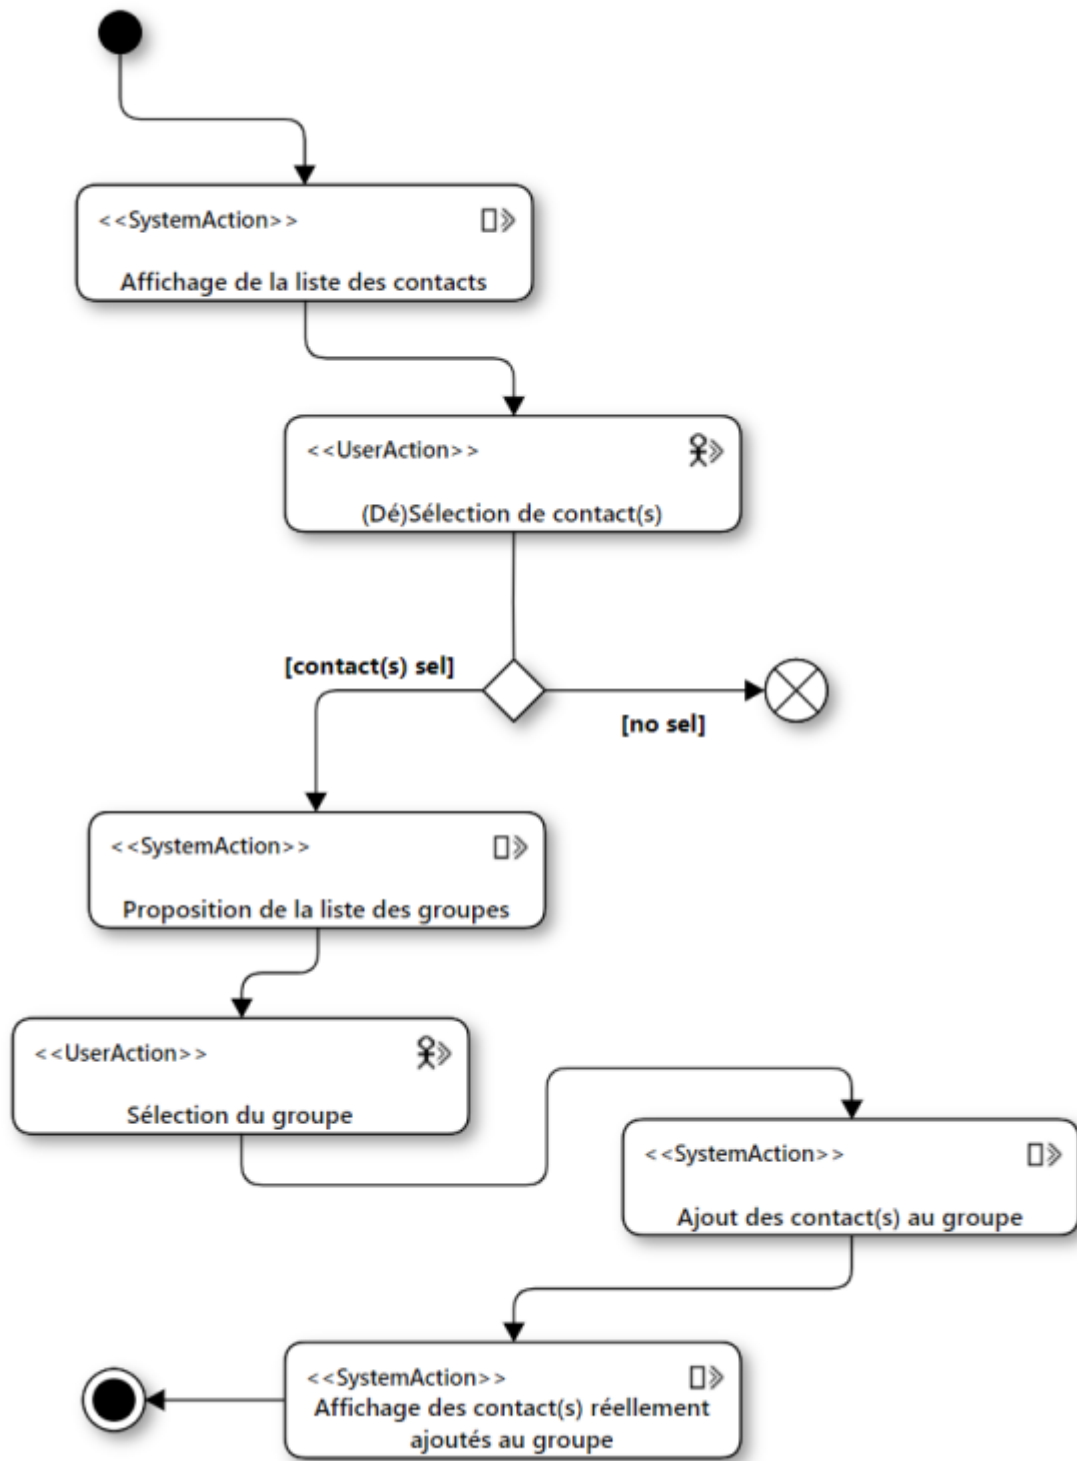 <<SystemAction>>
Affichage de la liste des contacts
<<UserAction>>
(Dé)Sélection de contact(s)
[contact(s) sel]
[no sel]
<<SystemAction>>
Proposition de la liste des groupes
<<UserAction>>
Sélection du groupe
<<SystemAction>>
Ajout des contact(s) au groupe
<<SystemAction>>
Affichage des contact(s) réellement
ajoutés au groupe